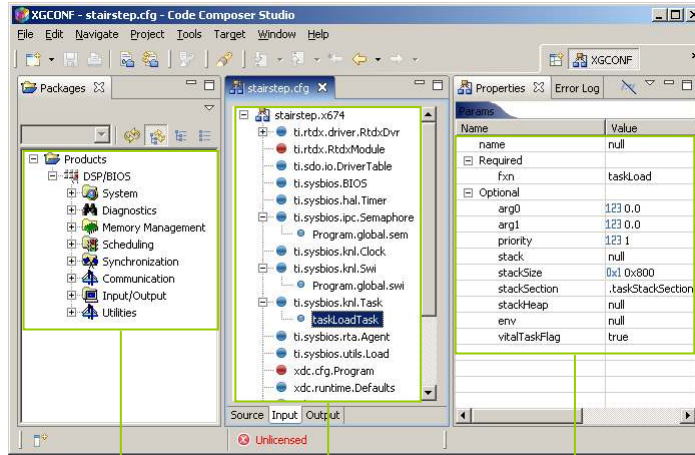 XGCONF - stairstep.cfg - Code Composer Studio
File Edit Navigate Project Tools Target Window Help
XGCONF
Packages
Products
DSP/BIOS
System
Diagnostics
Memory Management
Scheduling
Synchronization
Communication
Input/Output
Utilities
stairstep.cfg
stairstep.x674
ti.rtdx.driver.RtdxDvr
ti.rtdx.RtdxModule
ti.sdo.io.DriverTable
ti.sysbios.BIOS
ti.sysbios.hal.Timer
ti.sysbios.ipc.Semaphore
Program.global.sem
ti.sysbios.knl.Clock
ti.sysbios.knl.Swi
Program.global.swi
ti.sysbios.knl.Task
taskLoadTask
ti.sysbios.rta.Agent
ti.sysbios.utils.Load
xdc.cfg.Program
xdc.runtime.Defaults
Source Input Output
Properties Error Log
Params
Name Value
name null
Required
fxn taskLoad
Optional
arg0 123 0.0
arg1 123 0.0
priority 123 1
stack null
stackSize 0x1 0x800
stackSection .taskStackSection
stackHeap null
env null
vitalTaskFlag true
Unlicensed